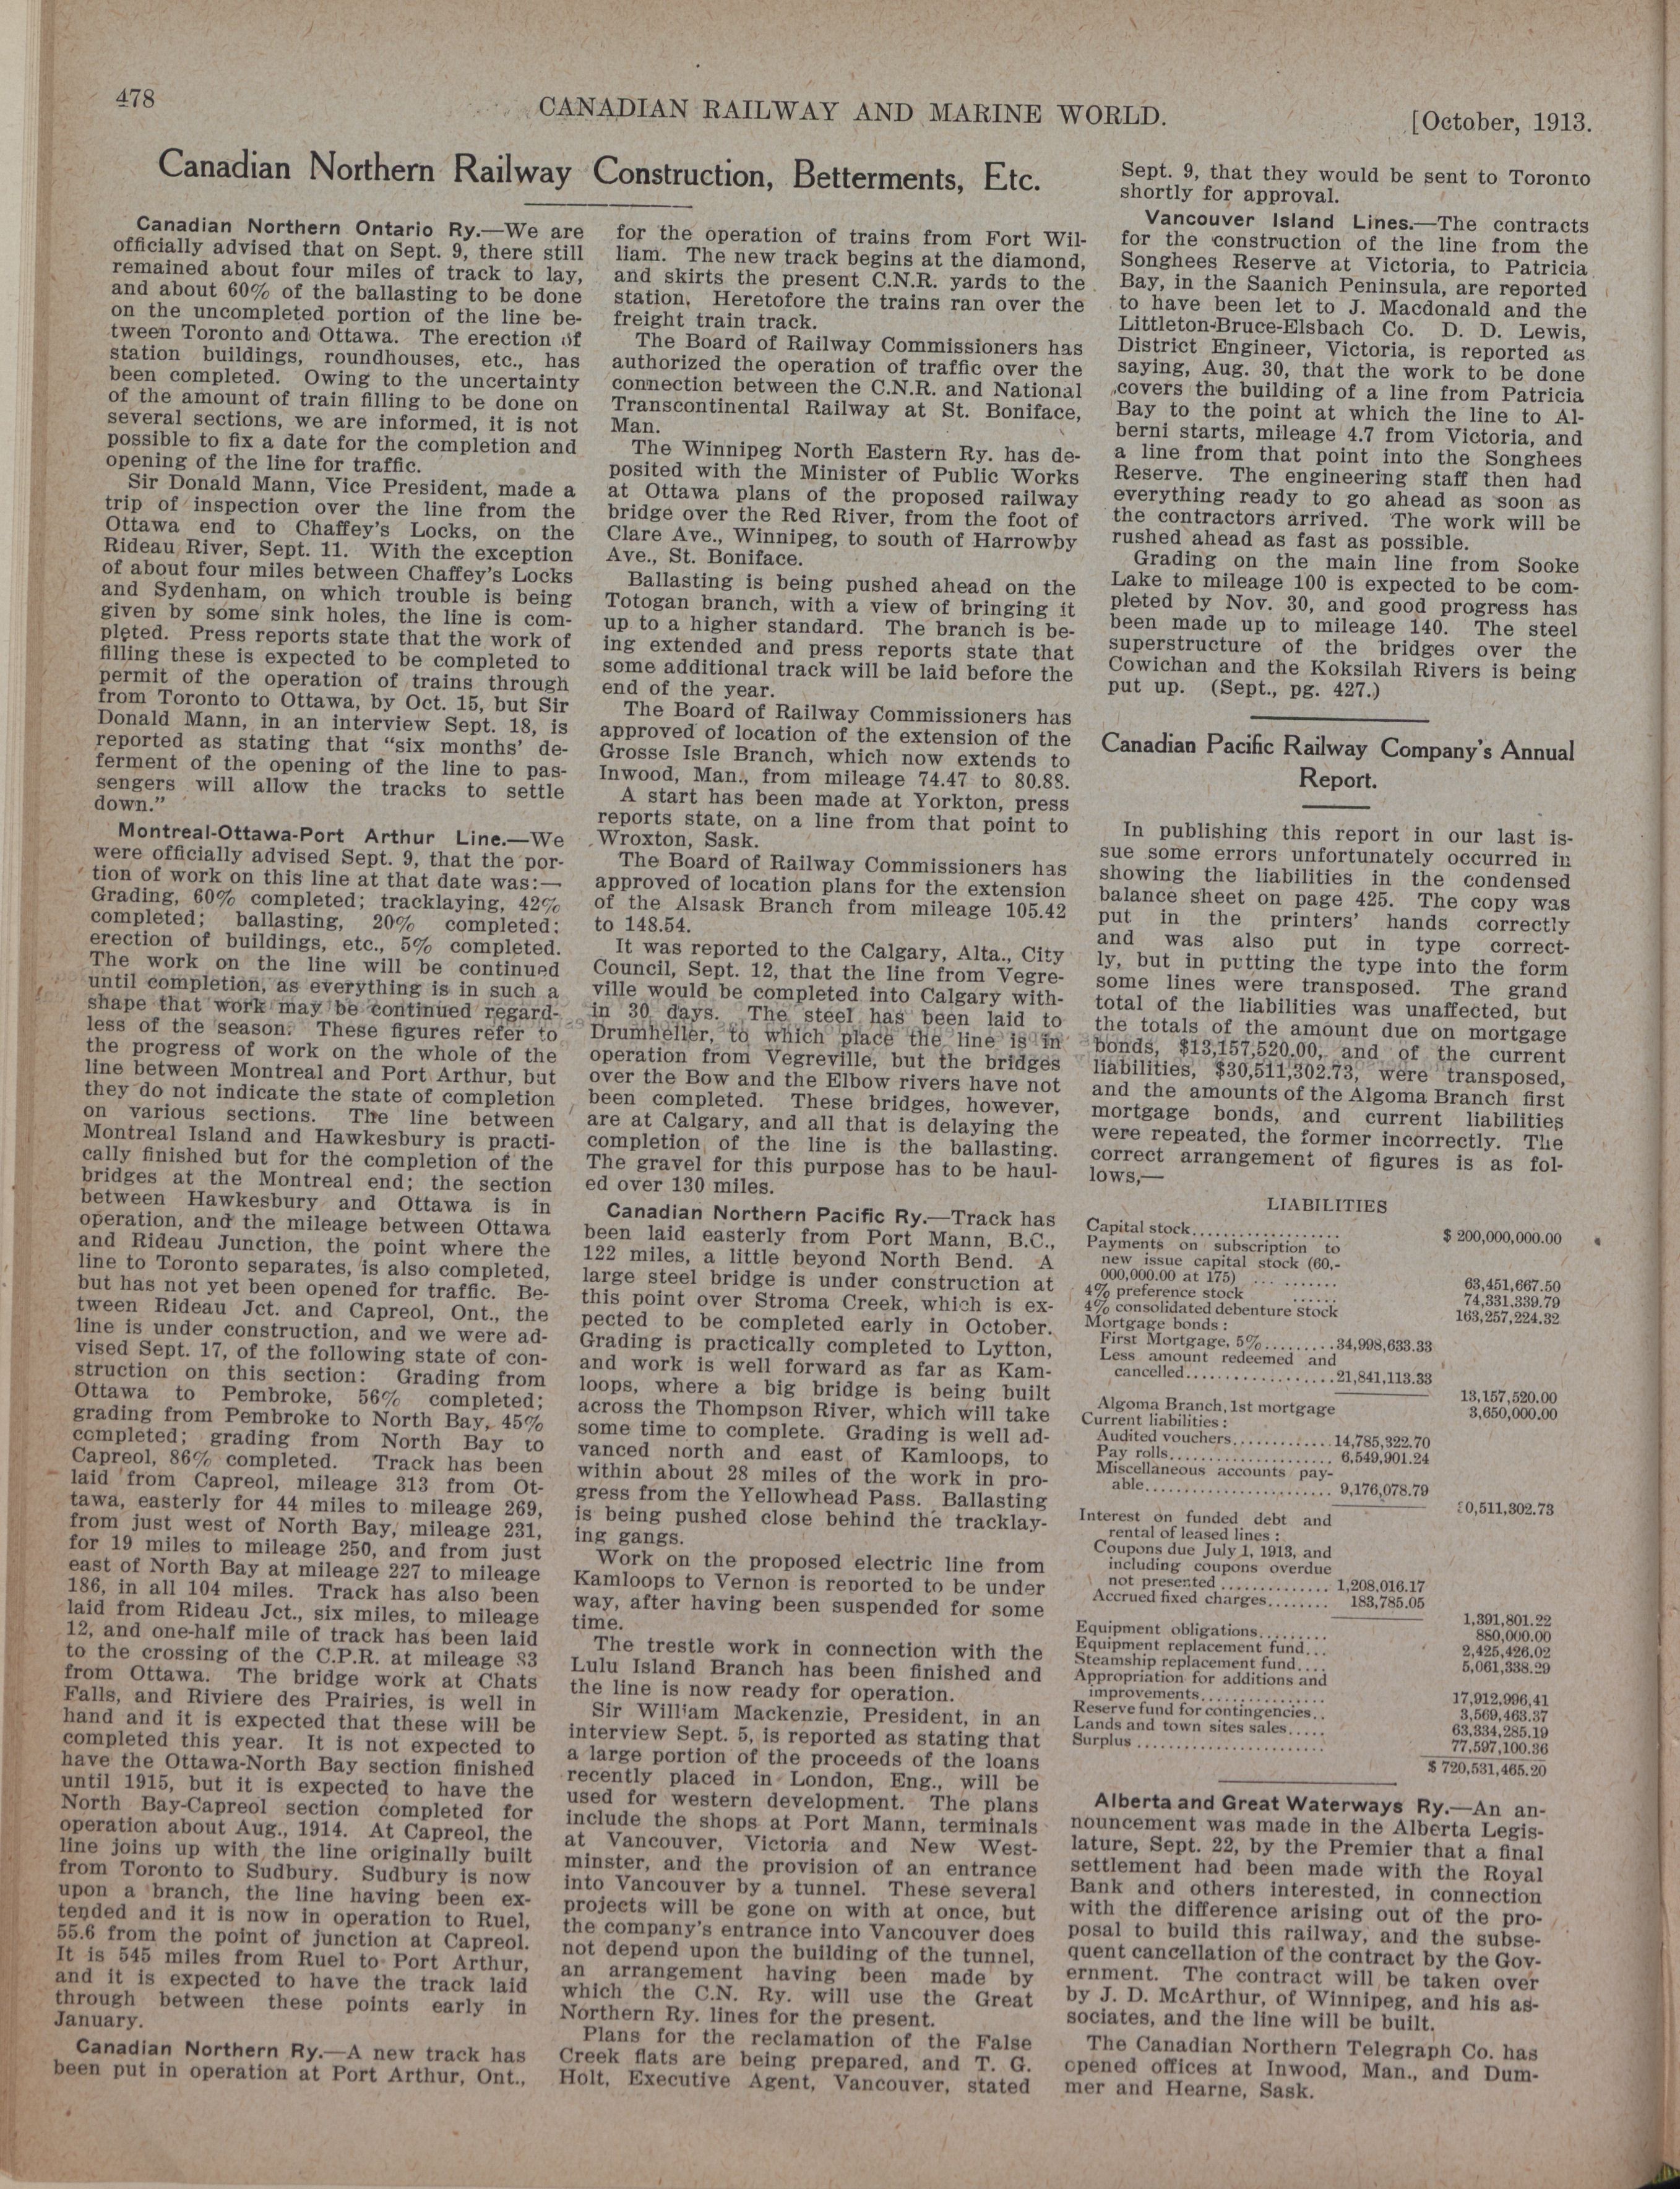 478
CANADIAN RAILWAY AND MARINE WORLD.
[October, 1913.
Canadian Northern Railway Construction, Betterments, Etc.
Canadian Northern Ontario Ry.—We are
officially advised that on Sept. 9, there still
remained about four miles of track to lay,
and about 60% of the ballasting to be done
on the uncompleted portion of the line be-
tween Toronto and Ottawa. The erection of
station buildings, roundhouses, etc., has
been completed. Owing to the uncertainty
of the amount of train filling to be done on
several sections, we are informed, it is not
possible to fix a date for the completion and
opening of the line for traffic.
Sir Donald Mann, Vice President, made a
trip of inspection over the line from the
Ottawa end to Chaffey's Locks, on the
Rideau River, Sept. 11. With the exception
of about four miles between Chaffey's Locks
and Sydenham, on which trouble is being
given by some sink holes, the line is com-
pleted. Press reports state that the work of
filling these is expected to be completed to
permit of the operation of trains through
from Toronto to Ottawa, by Oct. 15, but Sir
Donald Mann, in an interview Sept. 18, is
reported as stating that "six months' de-
ferment of the opening of the line to pas-
sengers will allow the tracks to settle
down."
Montreal-Ottawa-Port Arthur Line.—We
were officially advised Sept. 9, that the por-
tion of work on this line at that date was:—
Grading, 60% completed; tracklaying, 42%
completed; ballasting, 20% completed:
erection of buildings, etc., 5% completed.
The work on the line will be continued
until completion, as everything is in such a
shape that work may be continued regard-
less of the season. These figures refer to
the progress of work on the whole of the
line between Montreal and Port Arthur, but
they do not indicate the state of completion
on various sections. The line between
Montreal Island and Hawkesbury is practi-
cally finished but for the completion of the
bridges at the Montreal end; the section
between Hawkesbury and Ottawa is in
operation, and the mileage between Ottawa
and Rideau Junction, the point where the
line to Toronto separates, is also completed,
but has not yet been opened for traffic. Be-
tween Rideau Jct. and Capreol, Ont., the
line is under construction, and we were ad-
vised Sept. 17, of the following state of con-
struction on this section: Grading from
Ottawa to Pembroke, 56% completed;
grading from Pembroke to North Bay, 45%
completed; grading from North Bay to
Capreol, 86% completed. Track has been
laid from Capreol, mileage 313 from Ot-
tawa, easterly for 44 miles to mileage 269,
from just west of North Bay, mileage 231,
for 19 miles to mileage 250, and from just
east of North Bay at mileage 227 to mileage
186, in all 104 miles. Track has also been
laid from Rideau Jct., six miles, to mileage
12, and one-half mile of track has been laid
to the crossing of the C.P.R. at mileage 83
from Ottawa. The bridge work at Chats
Falls, and Riviere des Prairies, is well in
hand and it is expected that these will be
completed this year. It is not expected to
have the Ottawa-North Bay section finished
until 1915, but it is expected to have the
North Bay-Capreol section completed for
operation about Aug., 1914. At Capreol, the
line joins up with the line originally built
from Toronto to Sudbury. Sudbury is now
upon a branch, the line having been ex-
tended and it is now in operation to Ruel,
55.6 from the point of junction at Capreol.
It is 545 miles from Ruel to Port Arthur,
and it is expected to have the track laid
through between these points early in
January.
Canadian Northern Ry.—A new track has
been put in operation at Port Arthur, Ont.,
for the operation of trains from Fort Wil-
liam. The new track begins at the diamond,
and skirts the present C.N.R. yards to the
station. Heretofore the trains ran over the
freight train track.
The Board of Railway Commissioners has
authorized the operation of traffic over the
connection between the C.N.R. and National
Transcontinental Railway at St. Boniface,
Man.
The Winnipeg North Eastern Ry. has de-
posited with the Minister of Public Works
at Ottawa plans of the proposed railway
bridge over the Red River, from the foot of
Clare Ave., Winnipeg, to south of Harrowby
Ave., St. Boniface.
Ballasting is being pushed ahead on the
Totogan branch, with a view of bringing it
up to a higher standard. The branch is be-
ing extended and press reports state that
some additional track will be laid before the
end of the year.
The Board of Railway Commissioners has
approved of location of the extension of the
Grosse Isle Branch, which now extends to
Inwood, Man., from mileage 74.47 to 80.88.
A start has been made at Yorkton, press
reports state, on a line from that point to
Wroxton, Sask.
The Board of Railway Commissioners has
approved of location plans for the extension
of the Alsask Branch from mileage 105.42
to 148.54.
It was reported to the Calgary, Alta., City
Council, Sept. 12, that the line from Vegre-
ville would be completed into Calgary with-
in 30 days. The steel has been laid to
Drumheller, to which place the line is in
operation from Vegreville, but the bridges
over the Bow and the Elbow rivers have not
been completed. These bridges, however,
are at Calgary, and all that is delaying the
completion of the line is the ballasting.
The gravel for this purpose has to be haul-
ed over 130 miles.
Canadian Northern Pacific Ry.—Track has
been laid easterly from Port Mann, B.C.,
122 miles, a little beyond North Bend. A
large steel bridge is under construction at
this point over Stroma Creek, which is ex-
pected to be completed early in October.
Grading is practically completed to Lytton,
and work is well forward as far as Kam-
loops, where a big bridge is being built
across the Thompson River, which will take
some time to complete. Grading is well ad-
vanced north and east of Kamloops, to
within about 28 miles of the work in pro-
gress from the Yellowhead Pass. Ballasting
is being pushed close behind the tracklay-
ing gangs.
Work on the proposed electric line from
Kamloops to Vernon is reported to be under
way, after having been suspended for some
time.
The trestle work in connection with the
Lulu Island Branch has been finished and
the line is now ready for operation.
Sir William Mackenzie, President, in an
interview Sept. 5, is reported as stating that
a large portion of the proceeds of the loans
recently placed in London, Eng., will be
used for western development. The plans
include the shops at Port Mann, terminals
at Vancouver, Victoria and New West-
minster, and the provision of an entrance
into Vancouver by a tunnel. These several
projects will be gone on with at once, but
the company's entrance into Vancouver does
not depend upon the building of the tunnel,
an arrangement having been made by
which the C.N. Ry. will use the Great
Northern Ry. lines for the present.
Plans for the reclamation of the False
Creek flats are being prepared, and T. G.
Holt, Executive Agent, Vancouver, stated
Sept. 9, that they would be sent to Toronto
shortly for approval.
Vancouver Island Lines.—The contracts
for the construction of the line from the
Songhees Reserve at Victoria, to Patricia
Bay, in the Saanich Peninsula, are reported
to have been let to J. Macdonald and the
Littleton-Bruce-Elsbach Co. D. D. Lewis,
District Engineer, Victoria, is reported as
saying, Aug. 30, that the work to be done
covers the building of a line from Patricia
Bay to the point at which the line to Al-
berni starts, mileage 4.7 from Victoria, and
a line from that point into the Songhees
Reserve. The engineering staff then had
everything ready to go ahead as soon as
the contractors arrived. The work will be
rushed ahead as fast as possible.
Grading on the main line from Sooke
Lake to mileage 100 is expected to be com-
pleted by Nov. 30, and good progress has
been made up to mileage 140. The steel
superstructure of the bridges over the
Cowichan and the Koksilah Rivers is being
put up. (Sept., pg. 427.)
Canadian Pacific Railway Company's Annual
Report.
In publishing this report in our last is-
sue some errors unfortunately occurred in
showing the liabilities in the condensed
balance sheet on page 425. The copy was
put in the printers' hands correctly
and was also put in type correct-
ly, but in putting the type into the form
some lines were transposed. The grand
total of the liabilities was unaffected, but
the totals of the amount due on mortgage
bonds, $13,157,520.00, and of the current
liabilities, $30,511,302.73, were transposed,
and the amounts of the Algoma Branch first
mortgage bonds, and current liabilities
were repeated, the former incorrectly. The
correct arrangement of figures is as fol-
lows,—
LIABILITIES
Capital stock.................... $ 200,000,000.00
Payments on subscription to
new issue capital stock (60,-
000,000.00 at 175) ............ 63,451,667.50
4% preference stock ...... 74,331,339.79
4% consolidated debenture stock 163,257,224.32
Mortgage bonds:
First Mortgage, 5%.........34,998,633.33
Less amount redeemed and
cancelled..................21,841,113.33
13,157,520.00
Algoma Branch, 1st mortgage 3,650,000.00
Current liabilities:
Audited vouchers.............14,785,322.70
Pay rolls.................... 6,549,901.24
Miscellaneous accounts pay-
able........................ 9,176,078.79
0,511,302.73
Interest on funded debt and
rental of leased lines:
Coupons due July 1, 1913, and
including coupons overdue
not presented .............. 1,208,016.17
Accrued fixed charges........ 183,785.05
1,391,801.22
Equipment obligations......... 880,000.00
Equipment replacement fund... 2,425,426.02
Steamship replacement fund.... 5,061,338.29
Appropriation for additions and
improvements................ 17,912,996,41
Reserve fund for contingencies.. 3,569,463.37
Lands and town sites sales..... 63,334,285.19
Surplus ........................ 77,597,100.36
$ 720,531,465.20
Alberta and Great Waterways Ry.—An an-
nouncement was made in the Alberta Legis-
lature, Sept. 22, by the Premier that a final
settlement had been made with the Royal
Bank and others interested, in connection
with the difference arising out of the pro-
posal to build this railway, and the subse-
quent cancellation of the contract by the Gov-
ernment. The contract will be taken over
by J. D. McArthur, of Winnipeg, and his as-
sociates, and the line will be built.
The Canadian Northern Telegraph Co. has
opened offices at Inwood, Man., and Dum-
mer and Hearne, Sask.